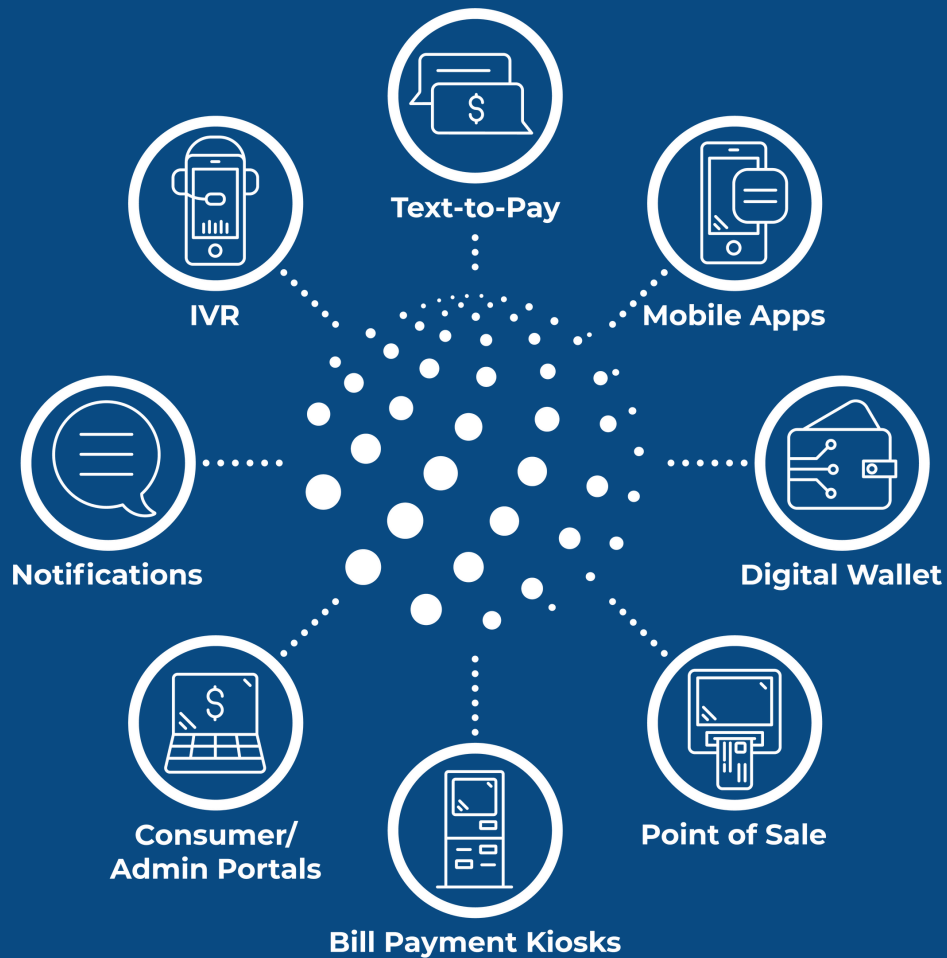 Text-to-Pay
IVR
Mobile Apps
Notifications
Digital Wallet
Consumer/
Admin Portals
Point of Sale
Bill Payment Kiosks